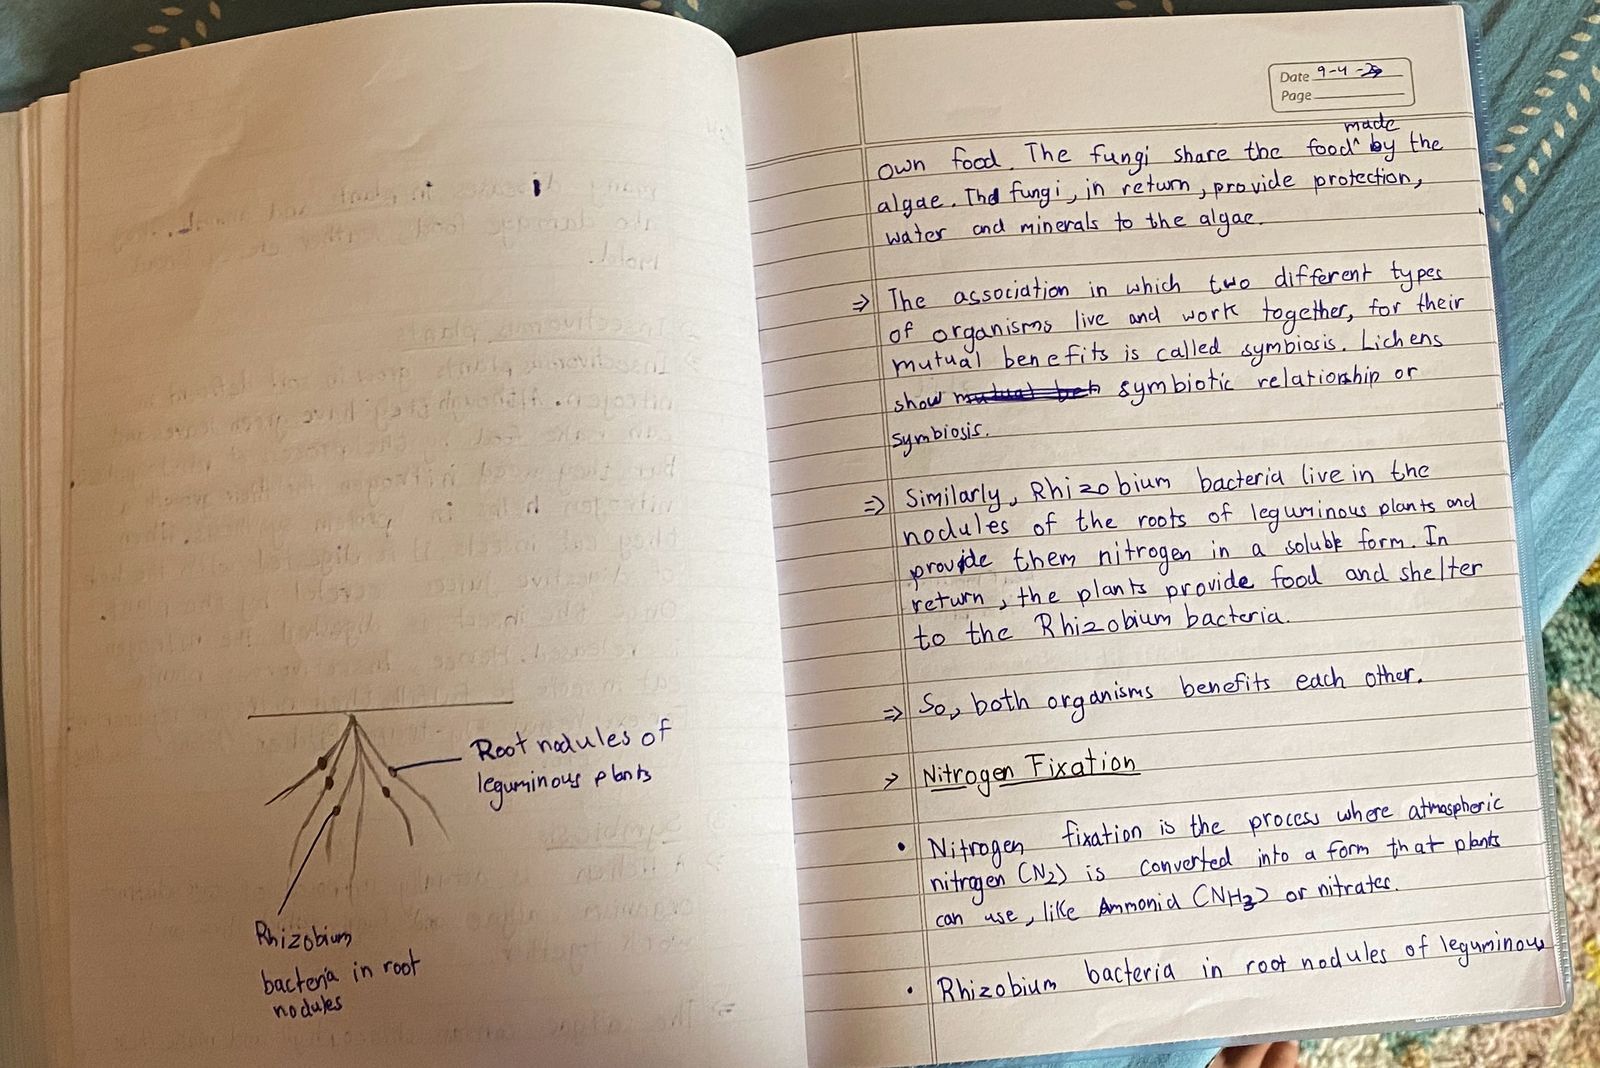 Root nodules of
leguminous plants
Rhizobium
bacteria in root
nodules
Date 9-4-
Page
own food. The fungi share the food^ made by the
algae. The fungi, in return, provide protection,
water and minerals to the algae.
⇒ The association in which two different types
of organisms live and work together, for their
mutual benefits is called symbiosis. Lichens
show symbiotic relationship or
symbiosis.
⇒ Similarly, Rhizobium bacteria live in the
nodules of the roots of leguminous plants and
provide them nitrogen in a soluble form. In
return, the plants provide food and shelter
to the Rhizobium bacteria.
⇒ So, both organisms benefits each other.
> Nitrogen Fixation
• Nitrogen fixation is the process where atmospheric
nitrogen (N2) is converted into a form that plants
can use, like Ammonia (NH3) or nitrates.
• Rhizobium bacteria in root nodules of leguminous